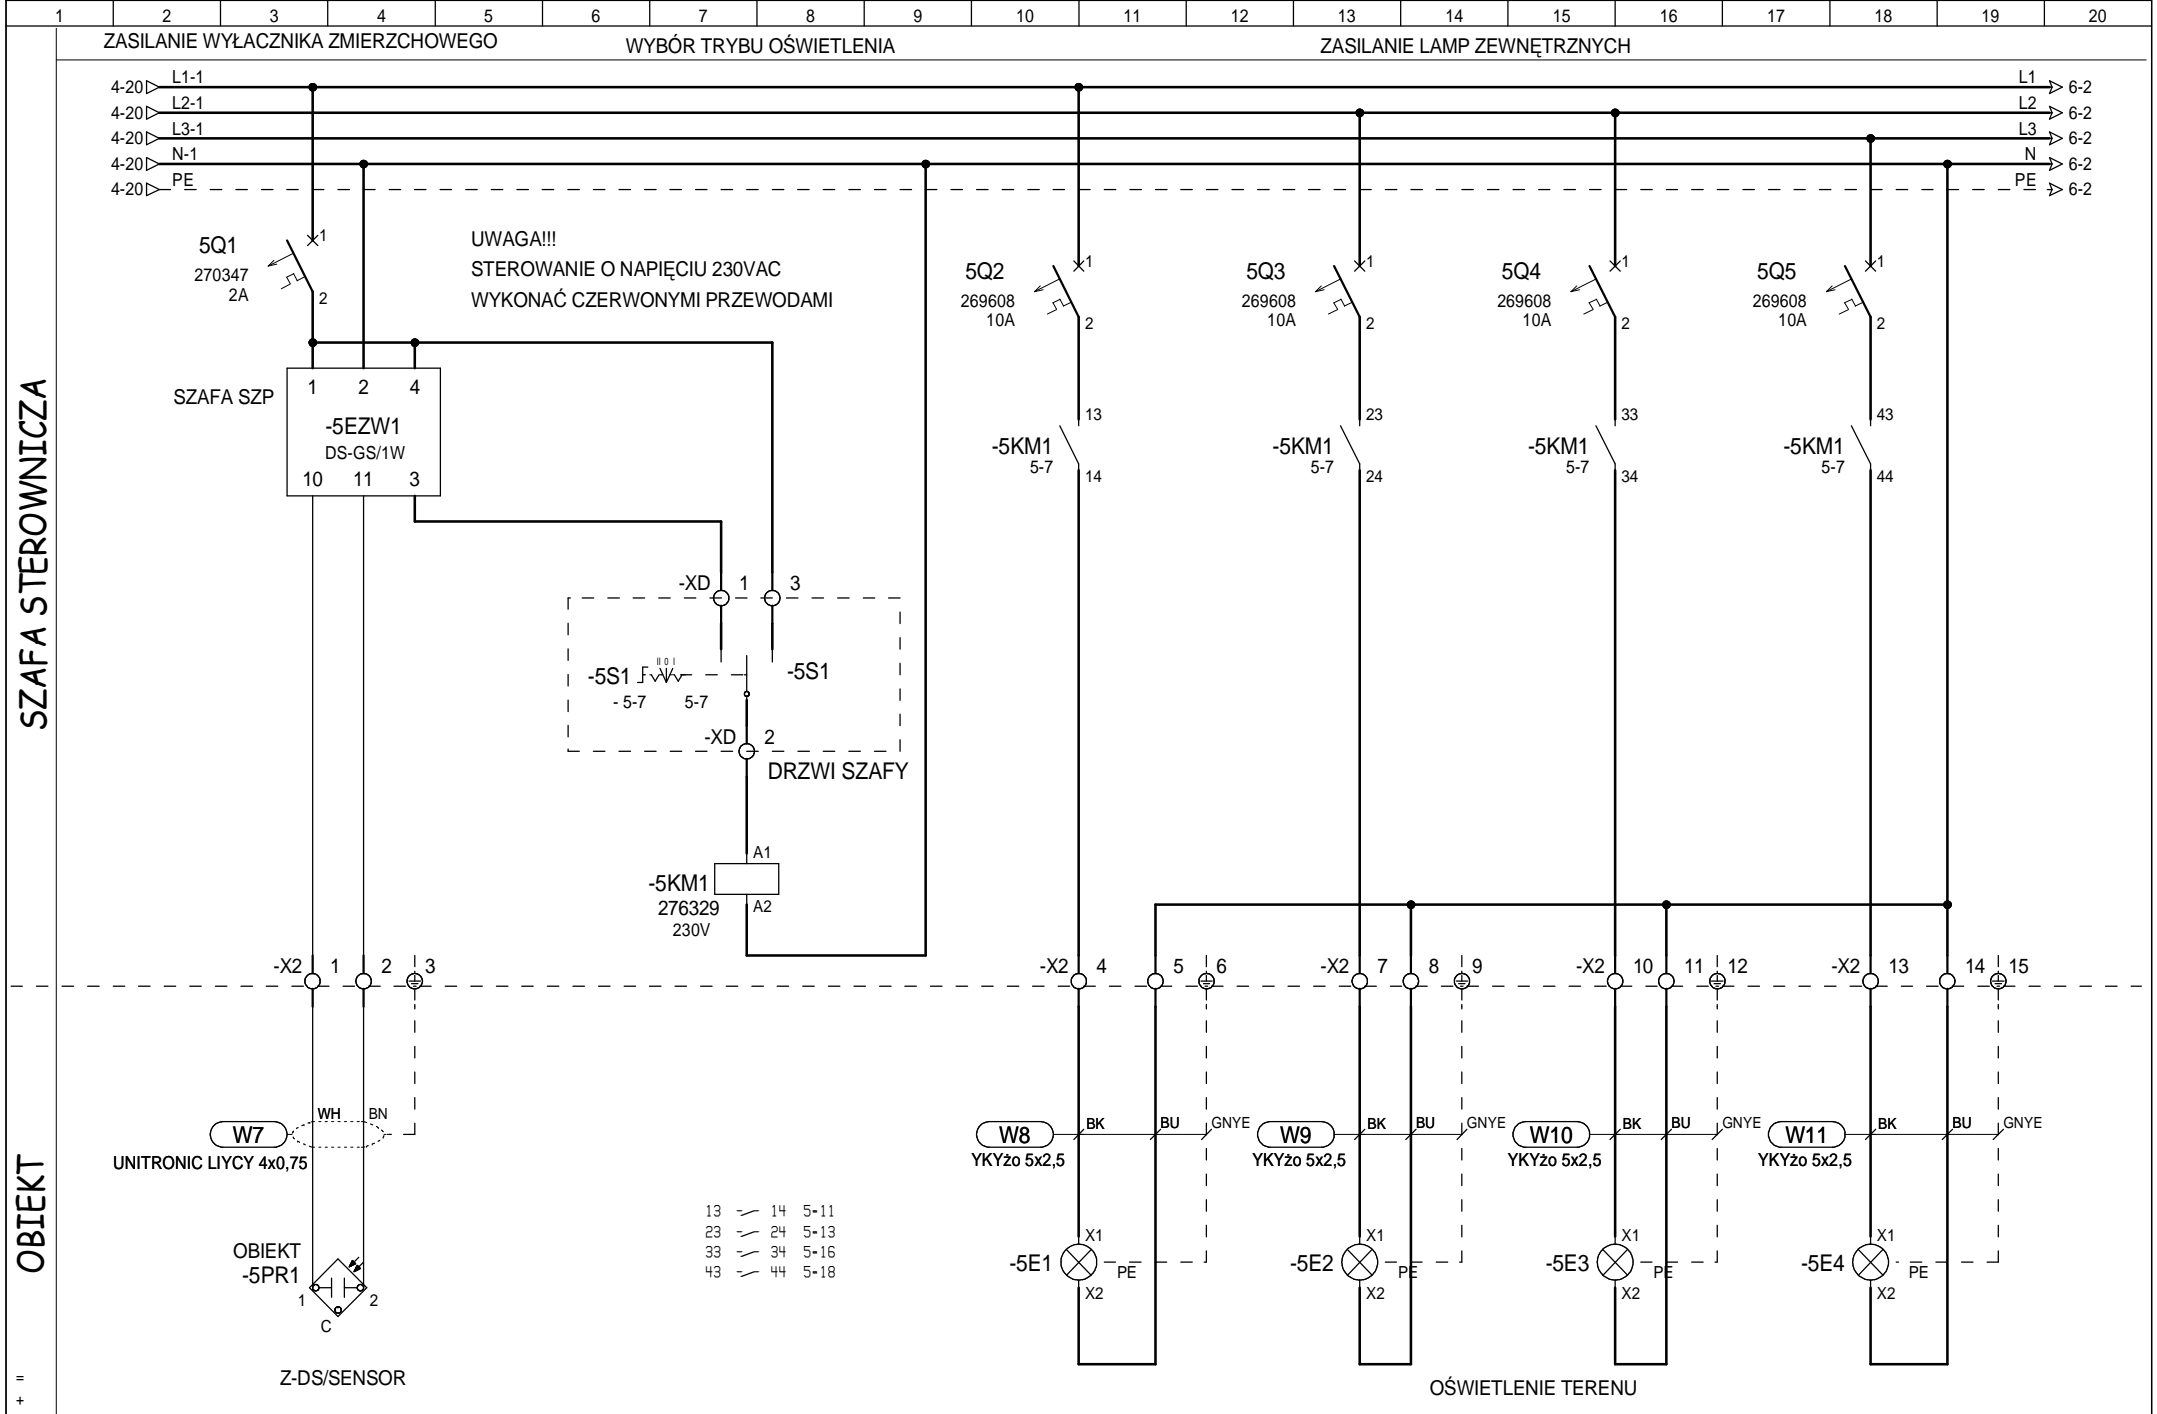 1 2 3 4 5 6 7 8 9 10 11 12 13 14 15 16 17 18 19 20
ZASILANIE WYŁACZNIKA ZMIERZCHOWEGO
WYBÓR TRYBU OŚWIETLENIA
ZASILANIE LAMP ZEWNĘTRZNYCH
4-20 L1-1 L1 6-2
4-20 L2-1 L2 6-2
4-20 L3-1 L3 6-2
4-20 N-1 N 6-2
4-20 PE PE 6-2
SZAFA STEROWNICZA
5Q1
270347
2A
1
2
UWAGA!!!
STEROWANIE O NAPIĘCIU 230VAC
WYKONAĆ CZERWONYMI PRZEWODAMI
5Q2
269608
10A
1
2
5Q3
269608
10A
1
2
5Q4
269608
10A
1
2
5Q5
269608
10A
1
2
SZAFA SZP
1 2 4
-5EZW1
DS-GS/1W
10 11 3
-5KM1
5-7
13
14
-5KM1
5-7
23
24
-5KM1
5-7
33
34
-5KM1
5-7
43
44
-XD 1 3
-5S1
II 0 I
- 5-7 5-7
-5S1
-XD 2
DRZWI SZAFY
-5KM1
276329
230V
A1
A2
-X2 1 2 3
-X2 4 5 6
-X2 7 8 9
-X2 10 11 12
-X2 13 14 15
OBIEKT
W7
WH BN
UNITRONIC LIYCY 4x0,75
W8
BK BU GNYE
YKYżo 5x2,5
W9
BK BU GNYE
YKYżo 5x2,5
W10
BK BU GNYE
YKYżo 5x2,5
W11
BK BU GNYE
YKYżo 5x2,5
13 14 5-11
23 24 5-13
33 34 5-16
43 44 5-18
OBIEKT
-5PR1
1
2
C
Z-DS/SENSOR
-5E1
X1
X2
PE
-5E2
X1
X2
PE
-5E3
X1
X2
PE
-5E4
X1
X2
PE
OŚWIETLENIE TERENU
=
+